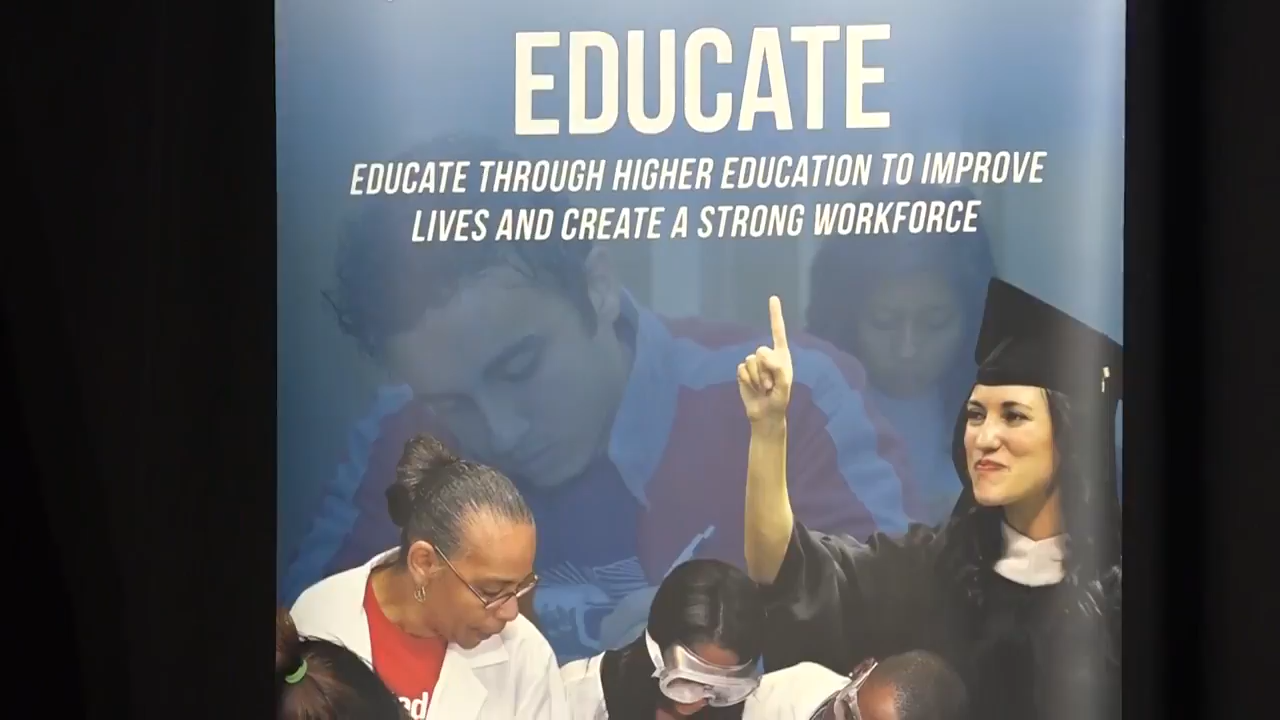 EDUCATE
EDUCATE THROUGH HIGHER EDUCATION TO IMPROVE
LIVES AND CREATE A STRONG WORKFORCE